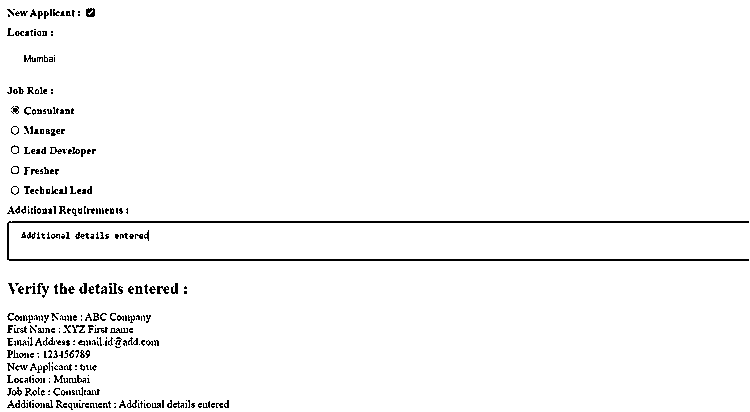 New Applicant :
Location :
Mumbai
Job Role :
Consultant
Manager
Lead Developer
Fresher
Technical Lead
Additional Requirements :
Additional details entered
Verify the details entered :
Company Name : ABC Company
First Name : XYZ First name
Email Address : email.id@add.com
Phone : 123456789
New Applicant : true
Location : Mumbai
Job Role : Consultant
Additional Requirement : Additional details entered